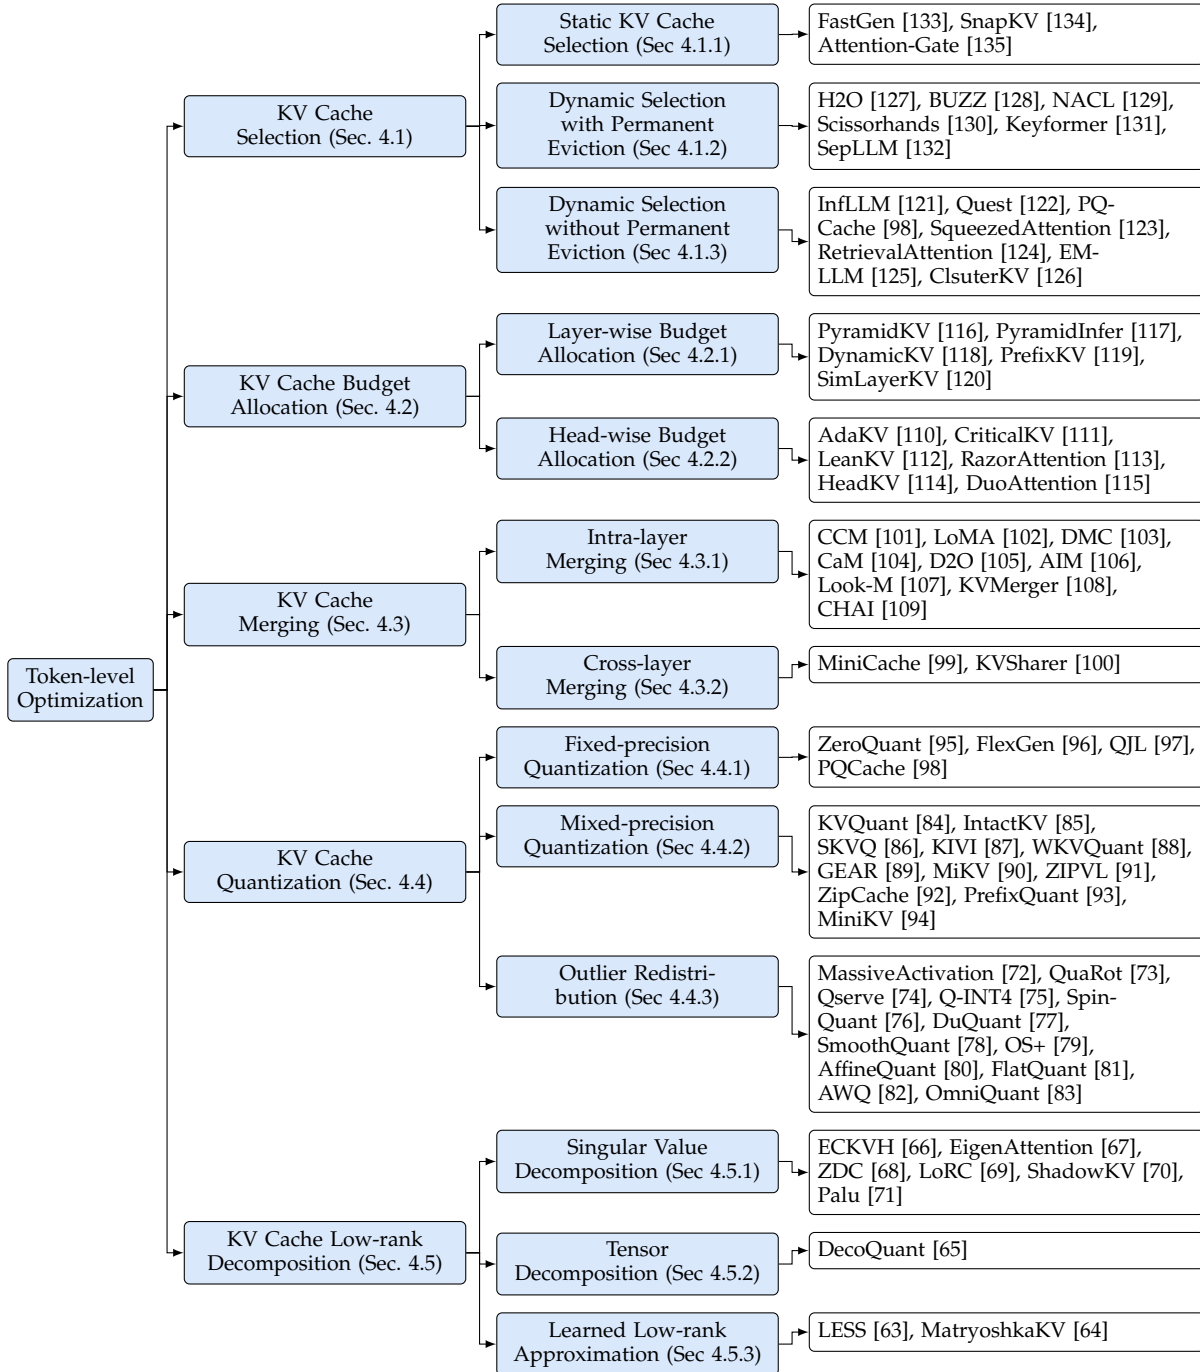 Token-level
Optimization
KV Cache
Selection (Sec. 4.1)
Static KV Cache
Selection (Sec 4.1.1)
FastGen [133], SnapKV [134],
Attention-Gate [135]
Dynamic Selection
with Permanent
Eviction (Sec 4.1.2)
H2O [127], BUZZ [128], NACL [129],
Scissorhands [130], Keyformer [131],
SepLLM [132]
Dynamic Selection
without Permanent
Eviction (Sec 4.1.3)
InfLLM [121], Quest [122], PQ-
Cache [98], SqueezedAttention [123],
RetrievalAttention [124], EM-
LLM [125], ClsuterKV [126]
KV Cache Budget
Allocation (Sec. 4.2)
Layer-wise Budget
Allocation (Sec 4.2.1)
PyramidKV [116], PyramidInfer [117],
DynamicKV [118], PrefixKV [119],
SimLayerKV [120]
Head-wise Budget
Allocation (Sec 4.2.2)
AdaKV [110], CriticalKV [111],
LeanKV [112], RazorAttention [113],
HeadKV [114], DuoAttention [115]
KV Cache
Merging (Sec. 4.3)
Intra-layer
Merging (Sec 4.3.1)
CCM [101], LoMA [102], DMC [103],
CaM [104], D2O [105], AIM [106],
Look-M [107], KVMerger [108],
CHAI [109]
Cross-layer
Merging (Sec 4.3.2)
MiniCache [99], KVSharer [100]
KV Cache
Quantization (Sec. 4.4)
Fixed-precision
Quantization (Sec 4.4.1)
ZeroQuant [95], FlexGen [96], QJL [97],
PQCache [98]
Mixed-precision
Quantization (Sec 4.4.2)
KVQuant [84], IntactKV [85],
SKVQ [86], KIVI [87], WKVQuant [88],
GEAR [89], MiKV [90], ZIPVL [91],
ZipCache [92], PrefixQuant [93],
MiniKV [94]
Outlier Redistri-
bution (Sec 4.4.3)
MassiveActivation [72], QuaRot [73],
Qserve [74], Q-INT4 [75], Spin-
Quant [76], DuQuant [77],
SmoothQuant [78], OS+ [79],
AffineQuant [80], FlatQuant [81],
AWQ [82], OmniQuant [83]
KV Cache Low-rank
Decomposition (Sec. 4.5)
Singular Value
Decomposition (Sec 4.5.1)
ECKVH [66], EigenAttention [67],
ZDC [68], LoRC [69], ShadowKV [70],
Palu [71]
Tensor
Decomposition (Sec 4.5.2)
DecoQuant [65]
Learned Low-rank
Approximation (Sec 4.5.3)
LESS [63], MatryoshkaKV [64]